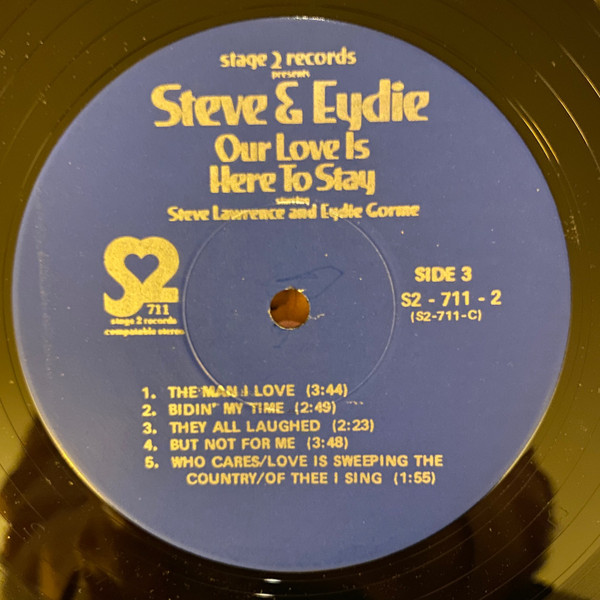 stage 2 records
presents
Steve & Eydie
Our Love Is
Here To Stay
starring
Steve Lawrence and Eydie Gorme
S2
711
stage 2 records
compatable stereo
SIDE 3
S2 - 711 - 2
(S2-711-C)
1. THE MAN I LOVE (3:44)
2. BIDIN' MY TIME (2:49)
3. THEY ALL LAUGHED (2:23)
4. BUT NOT FOR ME (3:48)
5. WHO CARES/LOVE IS SWEEPING THE
COUNTRY/OF THEE I SING (1:55)